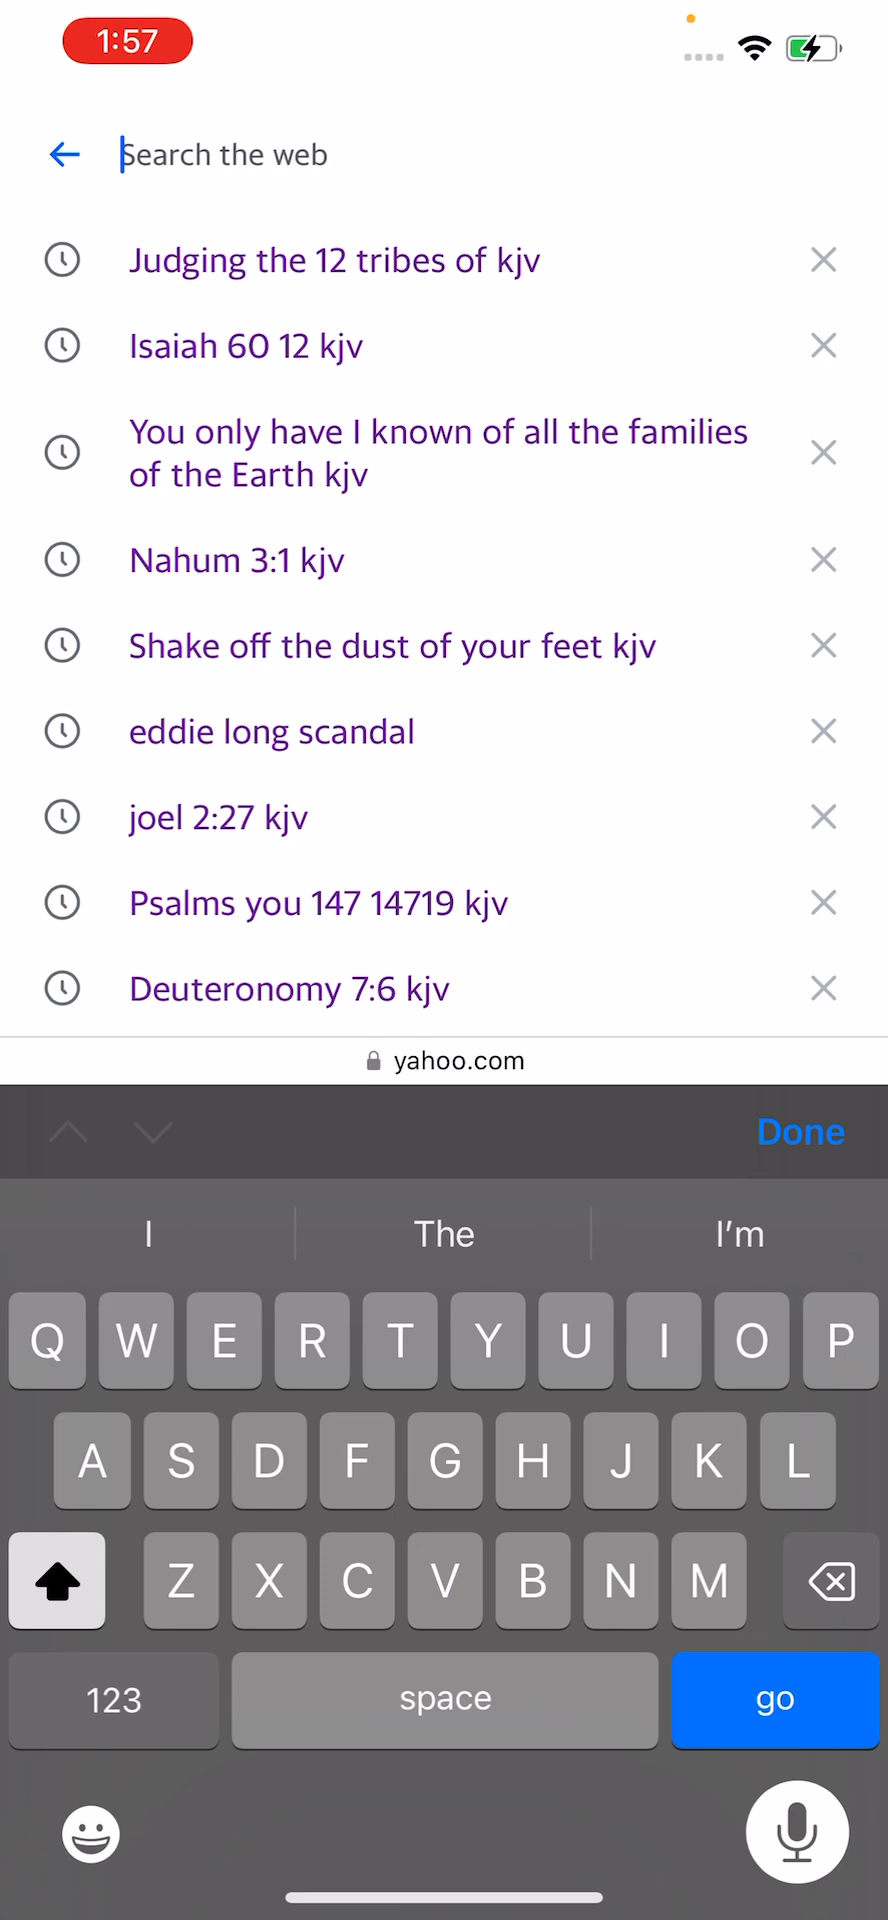 1:57
Search the web
Judging the 12 tribes of kjv
Isaiah 60 12 kjv
You only have I known of all the families
of the Earth kjv
Nahum 3:1 kjv
Shake off the dust of your feet kjv
eddie long scandal
joel 2:27 kjv
Psalms you 147 14719 kjv
Deuteronomy 7:6 kjv
yahoo.com
Done
I The I'm
Q W E R T Y U I O P
A S D F G H J K L
Z X C V B N M
123 space go